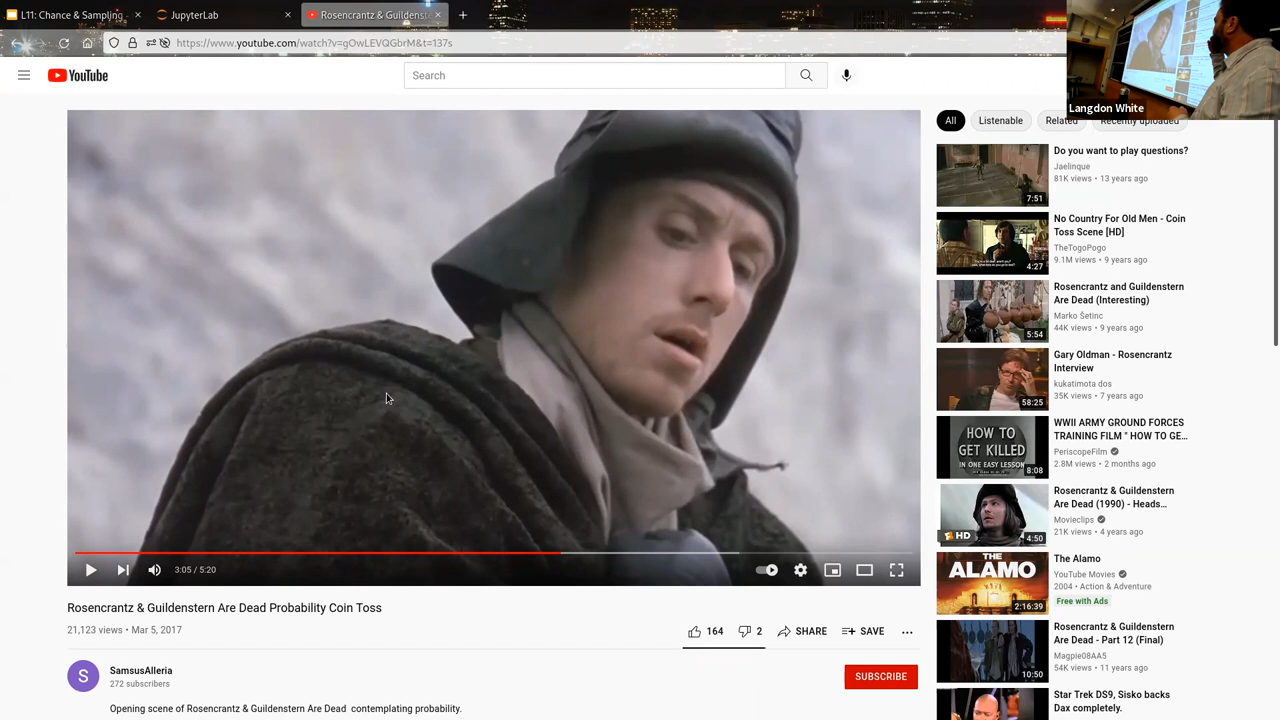 L11: Chance & Sampling -
JupyterLab
Rosencrantz & Guildenst
https://www.youtube.com/watch?v=gOwLEVQGbrM&t=137s
YouTube
Search
Langdon White
All
Listenable
Related
Recently uploaded
Do you want to play questions?
Jaelinque
81K views • 13 years ago
7:51
No Country For Old Men - Coin
Toss Scene [HD]
TheTogoPogo
9.1M views • 9 years ago
4:27
Rosencrantz and Guildenstern
Are Dead (Interesting)
Marko Šetinc
44K views • 9 years ago
5:54
Gary Oldman - Rosencrantz
Interview
kukatimota dos
35K views • 7 years ago
58:25
HOW TO
GET KILLED
IN ONE EASY LESSON
WWII ARMY GROUND FORCES
TRAINING FILM " HOW TO GE...
PeriscopeFilm
2.8M views • 2 months ago
8:08
Rosencrantz & Guildenstern
Are Dead (1990) - Heads...
Movieclips
21K views • 4 years ago
HD
4:50
THE
ALAMO
The Alamo
YouTube Movies
2004 • Action & Adventure
Free with Ads
2:16:39
Rosencrantz & Guildenstern
Are Dead - Part 12 (Final)
Magpie08AA5
54K views • 11 years ago
10:50
Star Trek DS9, Sisko backs
Dax completely.
3:05 / 5:20
Rosencrantz & Guildenstern Are Dead Probability Coin Toss
21,123 views • Mar 5, 2017
164
2
SHARE
SAVE
S
SamsusAlleria
272 subscribers
SUBSCRIBE
Opening scene of Rosencrantz & Guildenstern Are Dead contemplating probability.